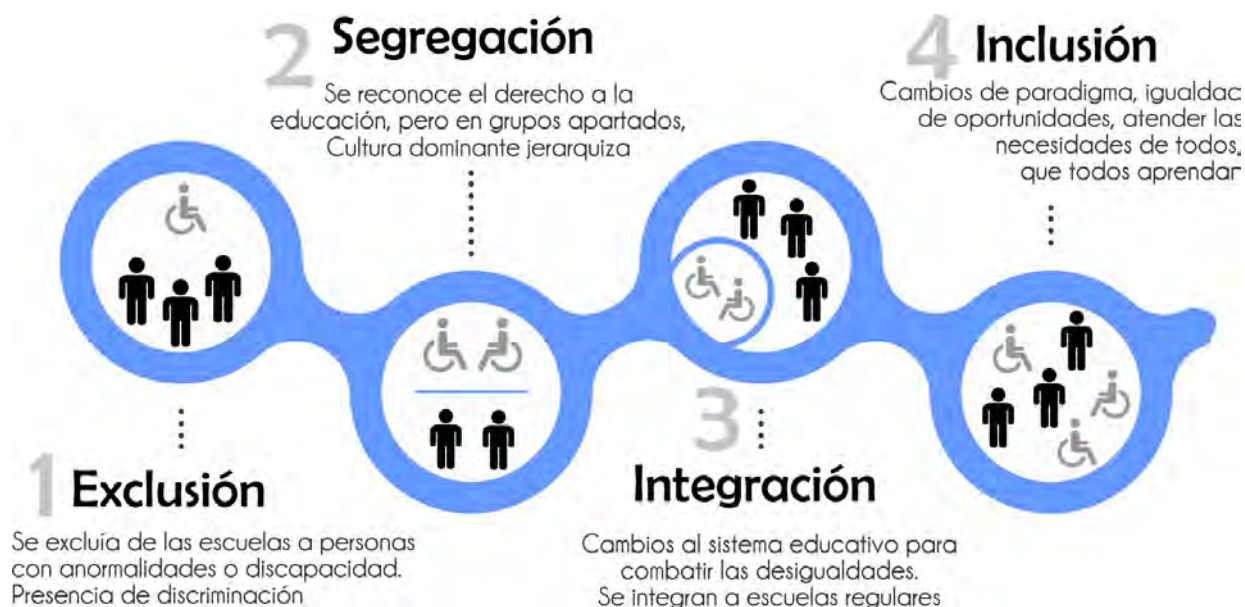 1 Exclusión
Se excluía de las escuelas a personas
con anormalidades o discapacidad.
Presencia de discriminación
2 Segregación
Se reconoce el derecho a la
educación, pero en grupos apartados,
Cultura dominante jerarquiza
3
Integración
Cambios al sistema educativo para
combatir las desigualdades.
Se integran a escuelas regulares
4 Inclusión
Cambios de paradigma, igualdad
de oportunidades, atender las
necesidades de todos,
que todos aprendan